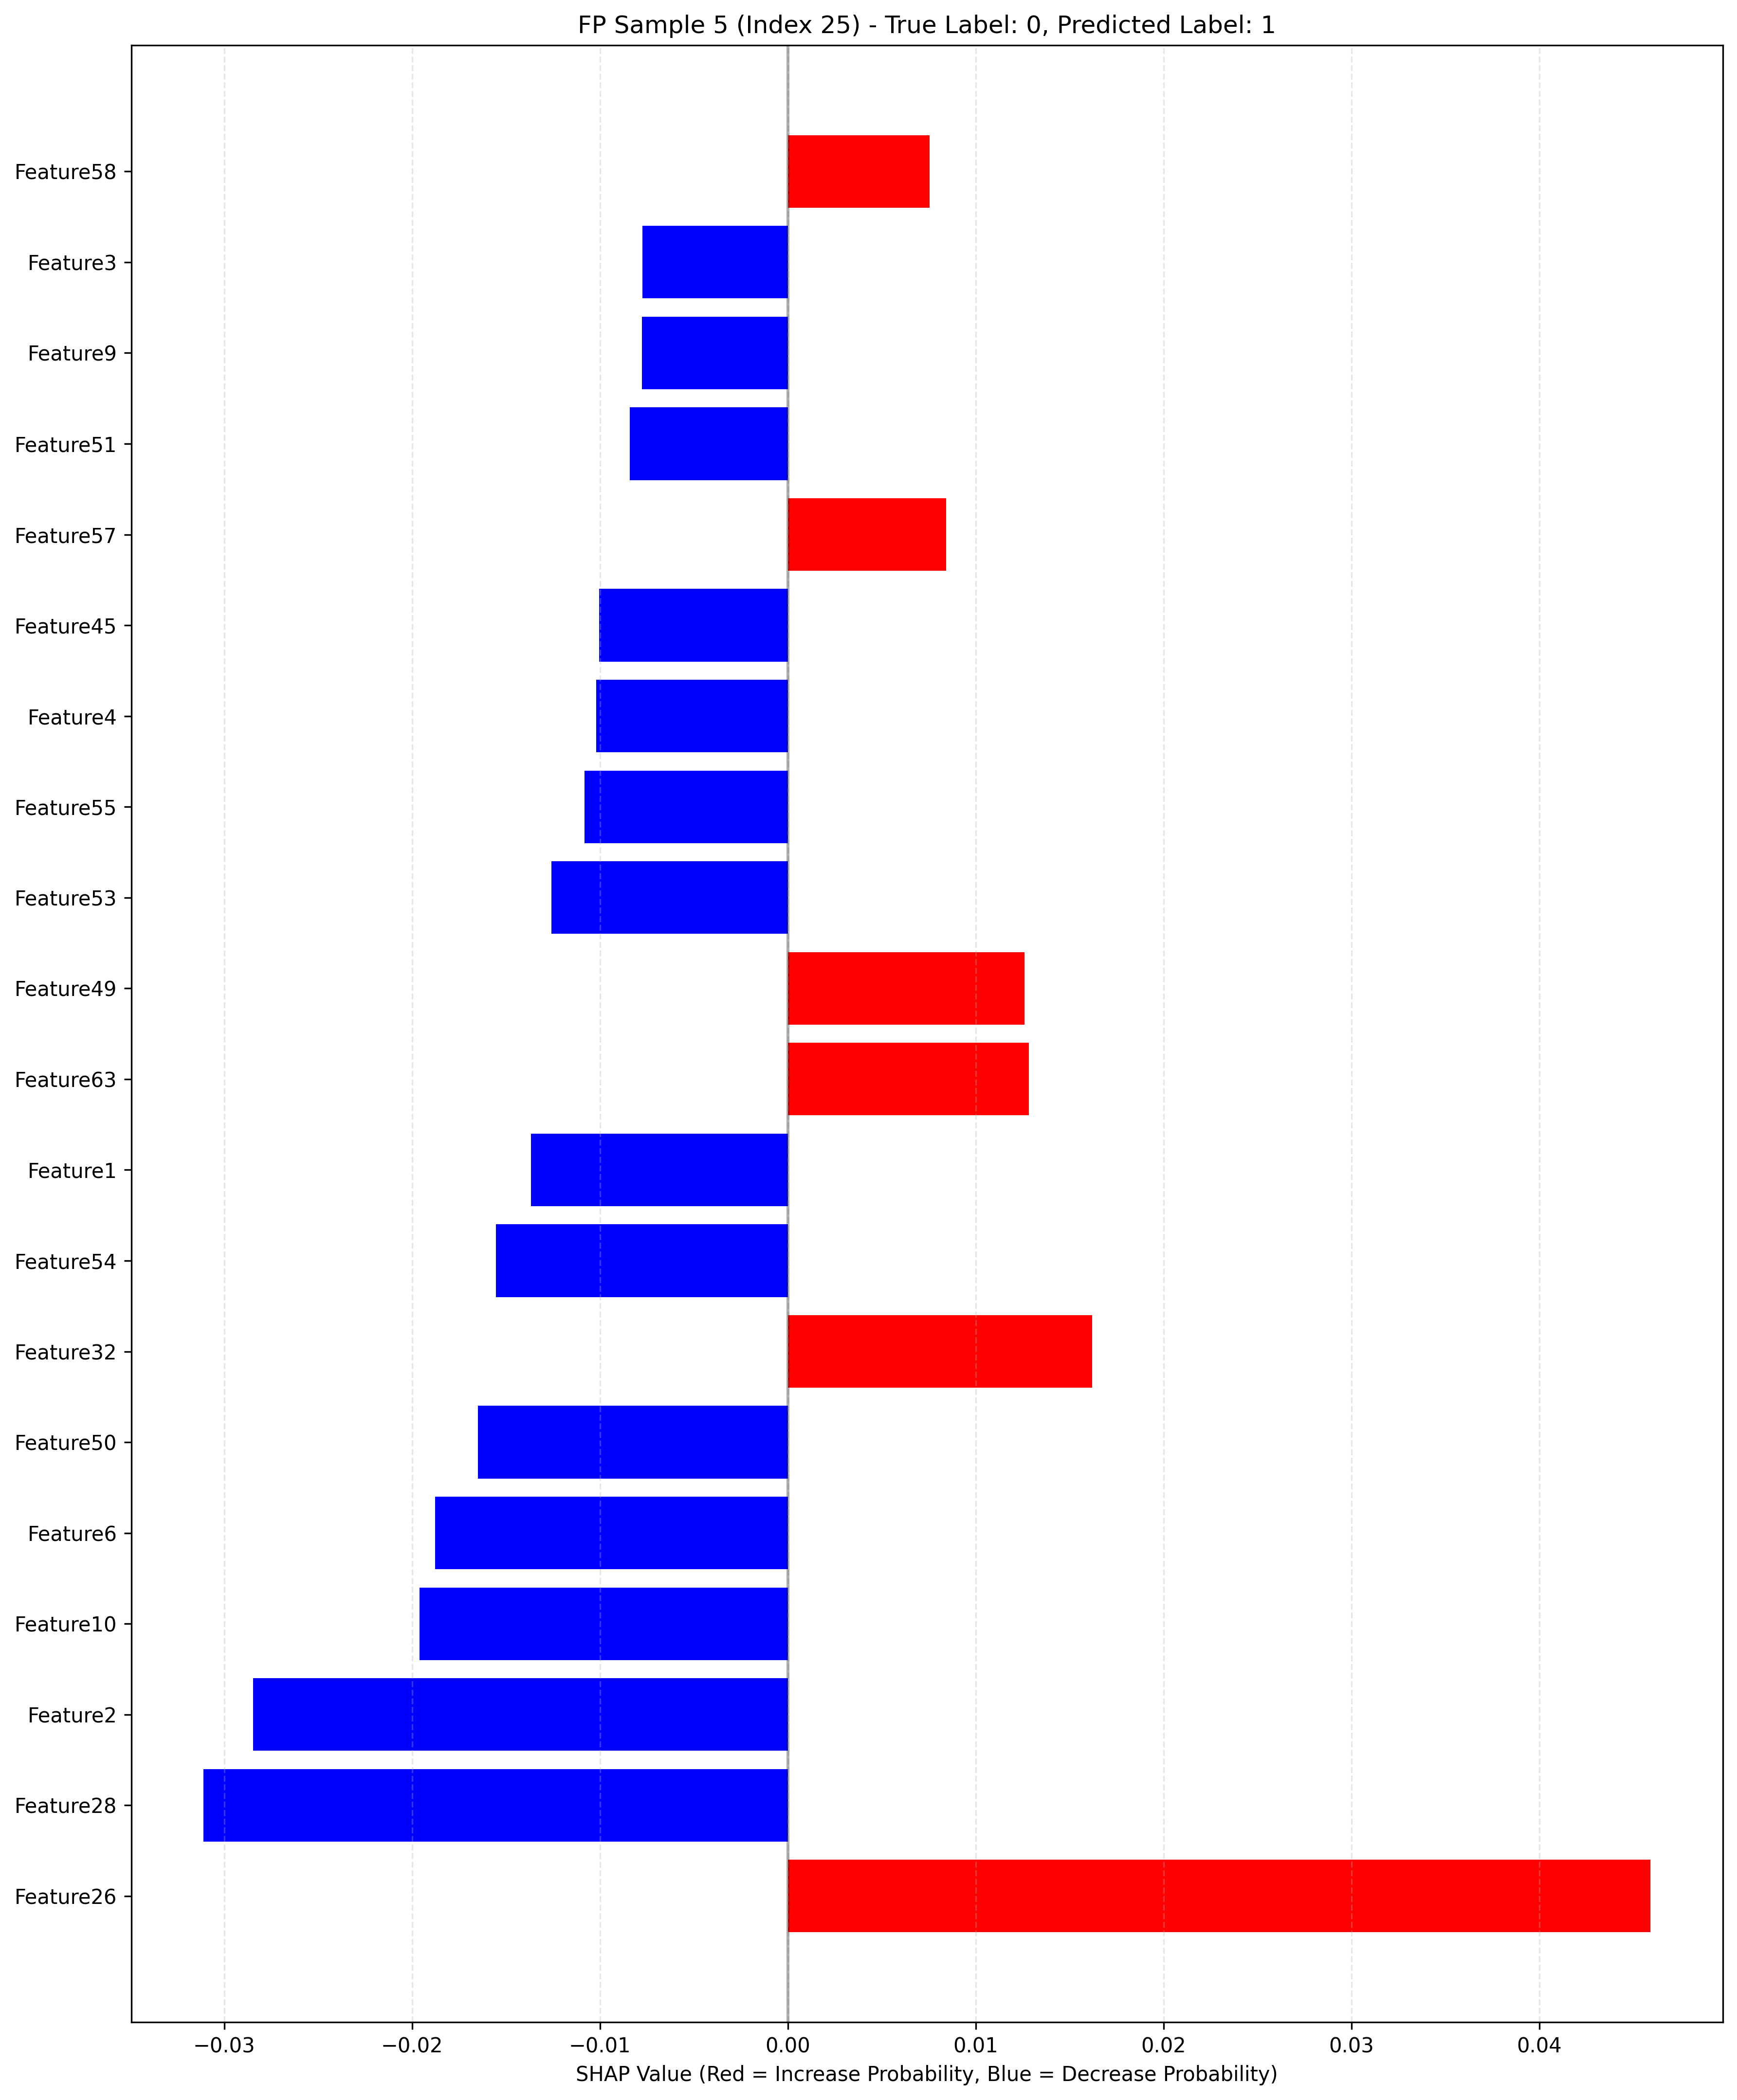 FP Sample 5 (Index 25) - True Label: 0, Predicted Label: 1
Feature58
Feature3
Feature9
Feature51
Feature57
Feature45
Feature4
Feature55
Feature53
Feature49
Feature63
Feature1
Feature54
Feature32
Feature50
Feature6
Feature10
Feature2
Feature28
Feature26
−0.03 −0.02 −0.01 0.00 0.01 0.02 0.03 0.04
SHAP Value (Red = Increase Probability, Blue = Decrease Probability)